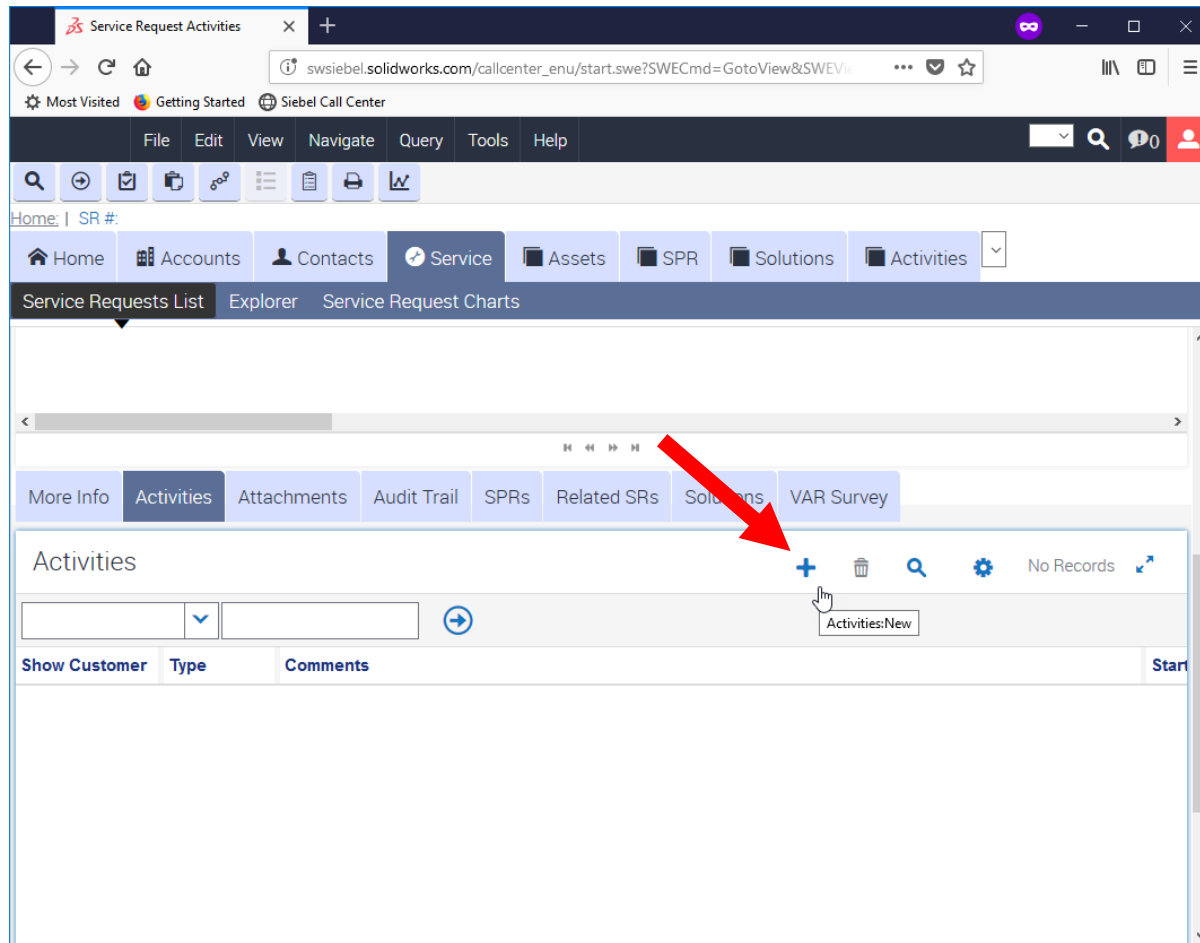 Service Request Activities
swsiebel.solidworks.com/callcenter_enu/start.swe?SWECmd=GotoView&SWEVie
Most Visited Getting Started Siebel Call Center
File Edit View Navigate Query Tools Help
0
Home: | SR #:
Home Accounts Contacts Service Assets SPR Solutions Activities
Service Requests List Explorer Service Request Charts
More Info Activities Attachments Audit Trail SPRs Related SRs Solutions VAR Survey
Activities No Records
Activities:New
Show Customer Type Comments Start